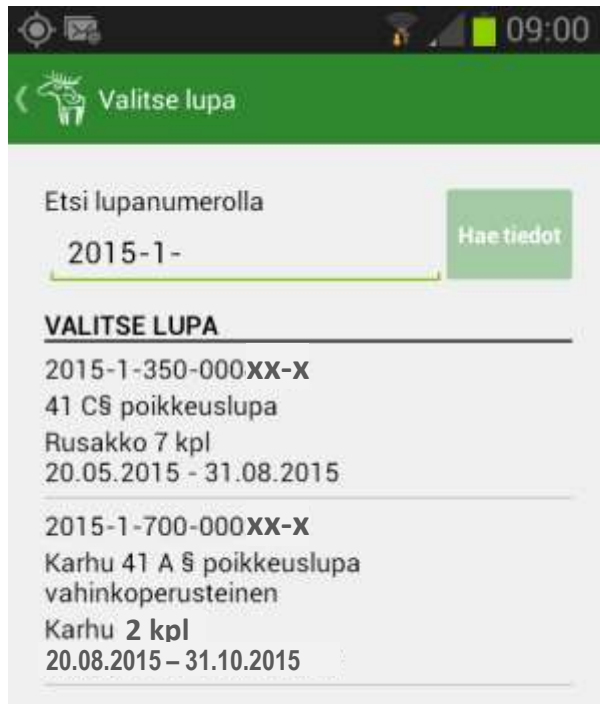 09:00
Valitse lupa
Etsi lupanumerolla
2015-1-
Hae tiedot
VALITSE LUPA
2015-1-350-000XX-X
41 C§ poikkeuslupa
Rusakko 7 kpl
20.05.2015 - 31.08.2015
2015-1-700-000XX-X
Karhu 41 A § poikkeuslupa
vahinkoperusteinen
Karhu 2 kpl
20.08.2015 – 31.10.2015